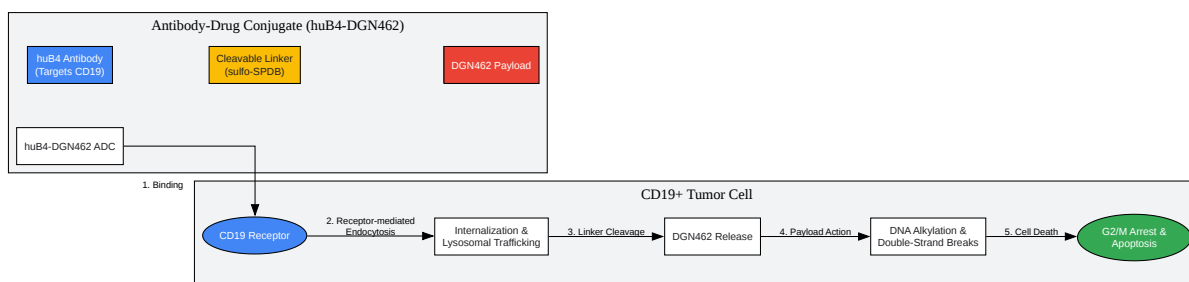 Antibody-Drug Conjugate (huB4-DGN462)
huB4 Antibody
(Targets CD19)
Cleavable Linker
(sulfo-SPDB)
DGN462 Payload
huB4-DGN462 ADC
1. Binding
CD19+ Tumor Cell
CD19 Receptor
2. Receptor-mediated
Endocytosis
Internalization &
Lysosomal Trafficking
3. Linker Cleavage
DGN462 Release
4. Payload Action
DNA Alkylation &
Double-Strand Breaks
5. Cell Death
G2/M Arrest &
Apoptosis